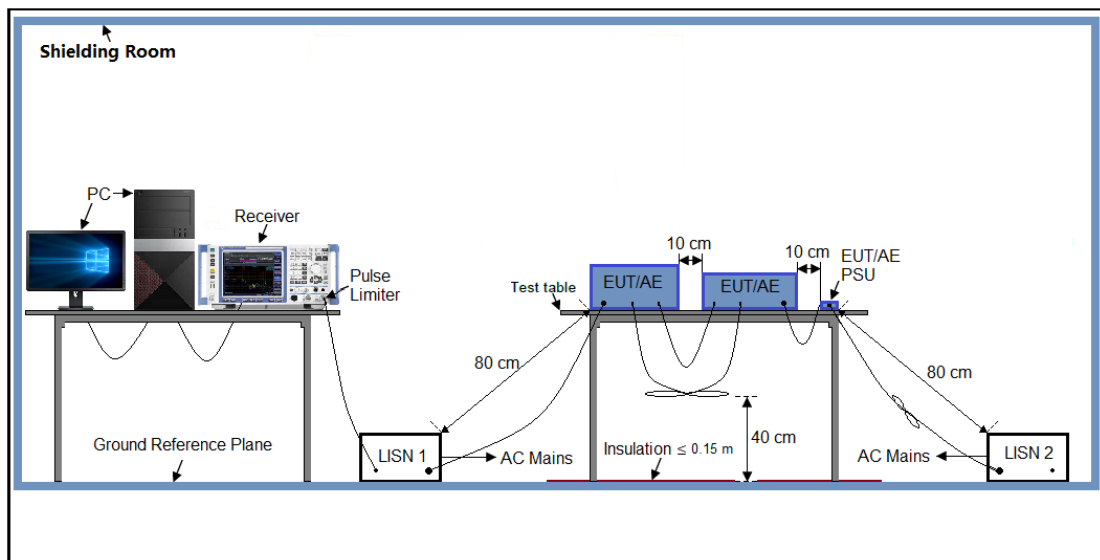 Shielding Room
PC
Receiver
Pulse
Limiter
Test table
EUT/AE
10 cm
EUT/AE
10 cm
EUT/AE
PSU
80 cm
80 cm
40 cm
Ground Reference Plane
LISN 1
AC Mains
Insulation ≤ 0.15 m
AC Mains
LISN 2